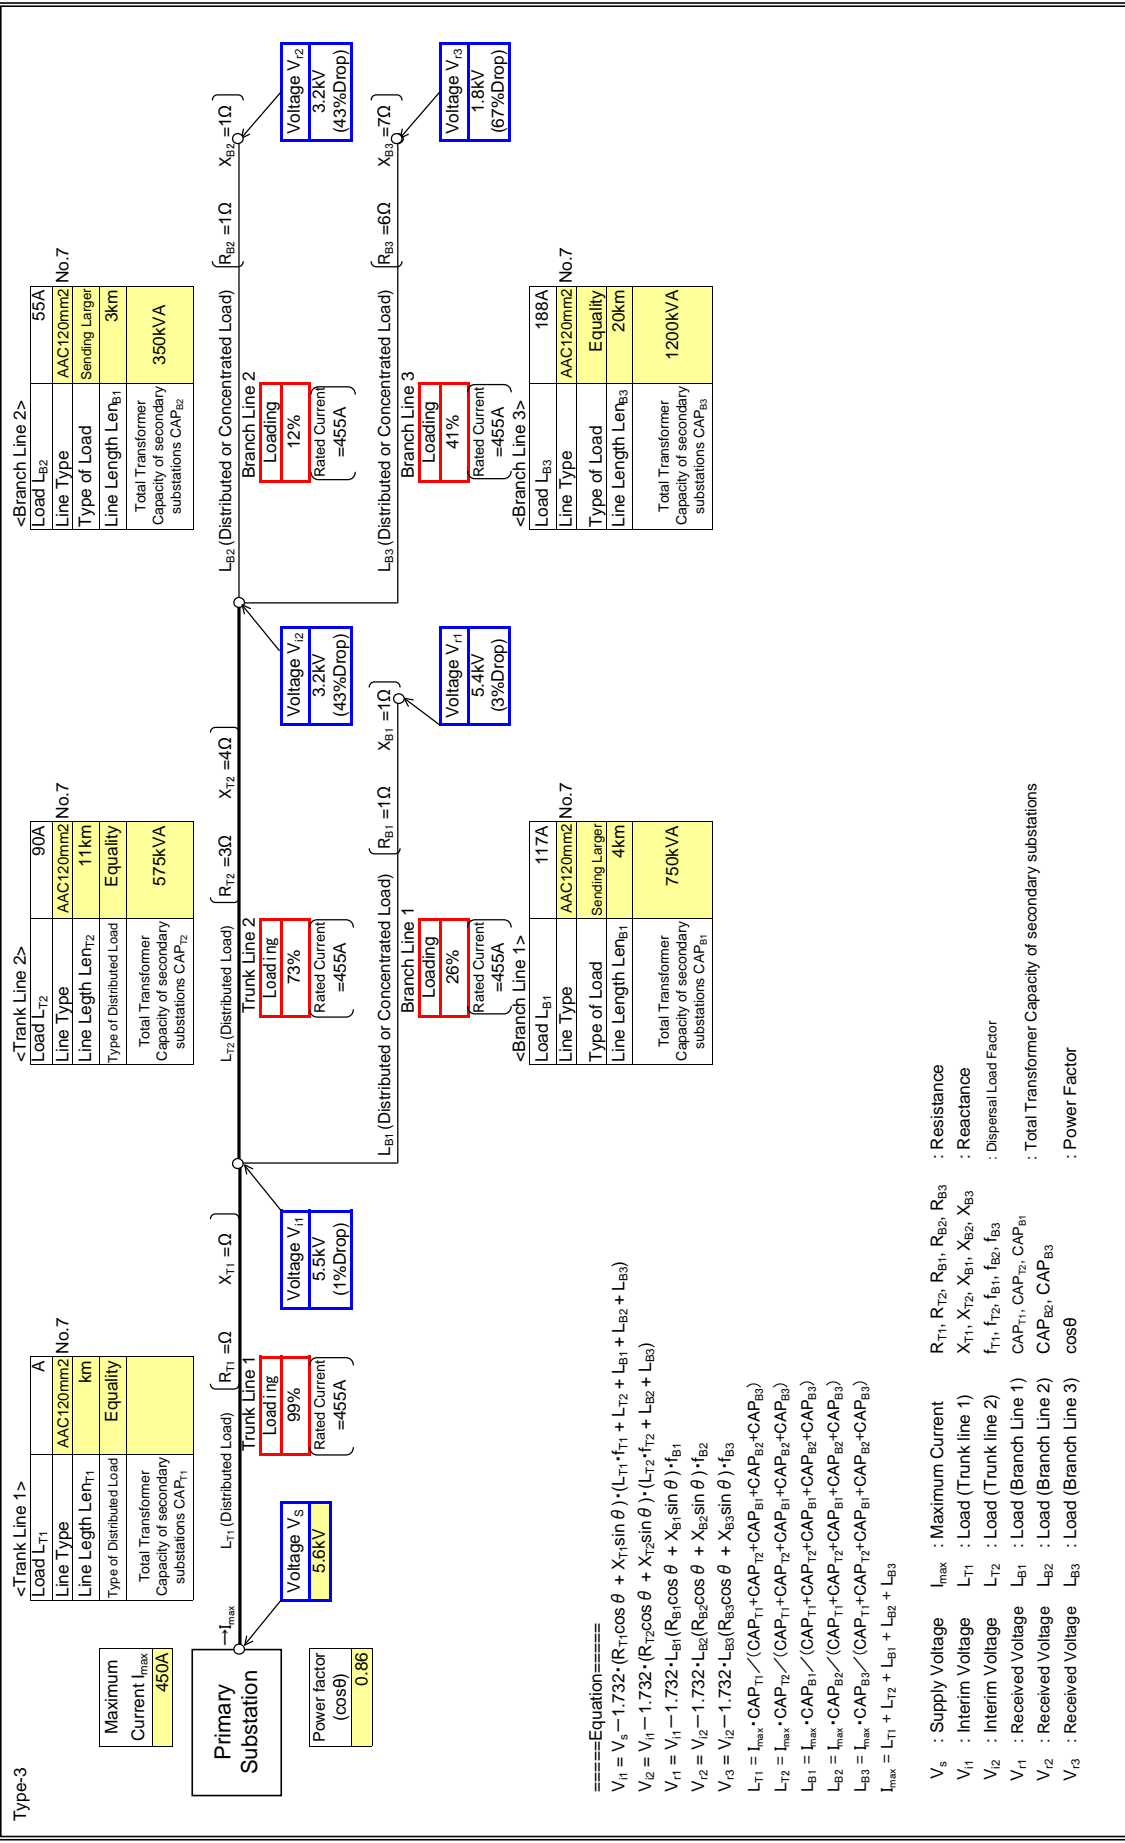 Type-3
Maximum
Current Imax
450A
Primary
Substation
Power factor
(cosθ)
0.86
→Imax
Voltage VS
5.6kV
<Trank Line 1>
Load LT1 A
Line Type AAC120mm2 No.7
Line Legth LenT1 km
Type of Distributed Load Equality
Total Transformer
Capacity of secondary
substations CAPT1
LT1 (Distributed Load) RT1 =Ω XT1 =Ω
Trunk Line 1
Loading
99%
Rated Current
=455A
Voltage Vi1
5.5kV
(1%Drop)
<Trank Line 2>
Load LT2 90A
Line Type AAC120mm2 No.7
Line Legth LenT2 11km
Type of Distributed Load Equality
Total Transformer
Capacity of secondary
substations CAPT2
575kVA
LT2 (Distributed Load) RT2 =3Ω XT2 =4Ω
Trunk Line 2
Loading
73%
Rated Current
=455A
Voltage Vi2
3.2kV
(43%Drop)
LB1 (Distributed or Concentrated Load) RB1 =1Ω XB1 =1Ω
Branch Line 1
Loading
26%
Rated Current
=455A
Voltage Vr1
5.4kV
(3%Drop)
<Branch Line 1>
Load LB1 117A
Line Type AAC120mm2 No.7
Type of Load Sending Larger
Line Length LenB1 4km
Total Transformer
Capacity of secondary
substations CAPB1
750kVA
<Branch Line 2>
Load LB2 55A
Line Type AAC120mm2 No.7
Type of Load Sending Larger
Line Length LenB1 3km
Total Transformer
Capacity of secondary
substations CAPB2
350kVA
LB2 (Distributed or Concentrated Load) RB2 =1Ω XB2 =1Ω
Branch Line 2
Loading
12%
Rated Current
=455A
Voltage Vr2
3.2kV
(43%Drop)
LB3 (Distributed or Concentrated Load) RB3 =6Ω XB3 =7Ω
Branch Line 3
Loading
41%
Rated Current
=455A
Voltage Vr3
1.8kV
(67%Drop)
<Branch Line 3>
Load LB3 188A
Line Type AAC120mm2 No.7
Type of Load Equality
Line Length LenB3 20km
Total Transformer
Capacity of secondary
substations CAPB3
1200kVA
=====Equation=====
Vi1 = Vs－1.732・(RT1cos θ + XT1sin θ)・(LT1・fT1 + LT2 + LB1 + LB2 + LB3)
Vi2 = Vi1－1.732・(RT2cos θ + XT2sin θ)・(LT2・fT2 + LB2 + LB3)
Vr1 = Vi1－1.732・LB1(RB1cos θ + XB1sin θ)・fB1
Vr2 = Vi2－1.732・LB2(RB2cos θ + XB2sin θ)・fB2
Vr3 = Vi2－1.732・LB3(RB3cos θ + XB3sin θ)・fB3
LT1 = Imax・CAPT1／(CAPT1+CAPT2+CAPB1+CAPB2+CAPB3)
LT2 = Imax・CAPT2／(CAPT1+CAPT2+CAPB1+CAPB2+CAPB3)
LB1 = Imax・CAPB1／(CAPT1+CAPT2+CAPB1+CAPB2+CAPB3)
LB2 = Imax・CAPB2／(CAPT1+CAPT2+CAPB1+CAPB2+CAPB3)
LB3 = Imax・CAPB3／(CAPT1+CAPT2+CAPB1+CAPB2+CAPB3)
Imax = LT1 + LT2 + LB1 + LB2 + LB3
Vs : Supply Voltage Imax : Maximum Current RT1, RT2, RB1, RB2, RB3 : Resistance
Vi1 : Interim Voltage LT1 : Load (Trunk line 1) XT1, XT2, XB1, XB2, XB3 : Reactance
Vi2 : Interim Voltage LT2 : Load (Trunk line 2) fT1, fT2, fB1, fB2, fB3 : Dispersal Load Factor
Vr1 : Received Voltage LB1 : Load (Branch Line 1) CAPT1, CAPT2, CAPB1 : Total Transformer Capacity of secondary substations
Vr2 : Received Voltage LB2 : Load (Branch Line 2) CAPB2, CAPB3
Vr3 : Received Voltage LB3 : Load (Branch Line 3) cosθ : Power Factor